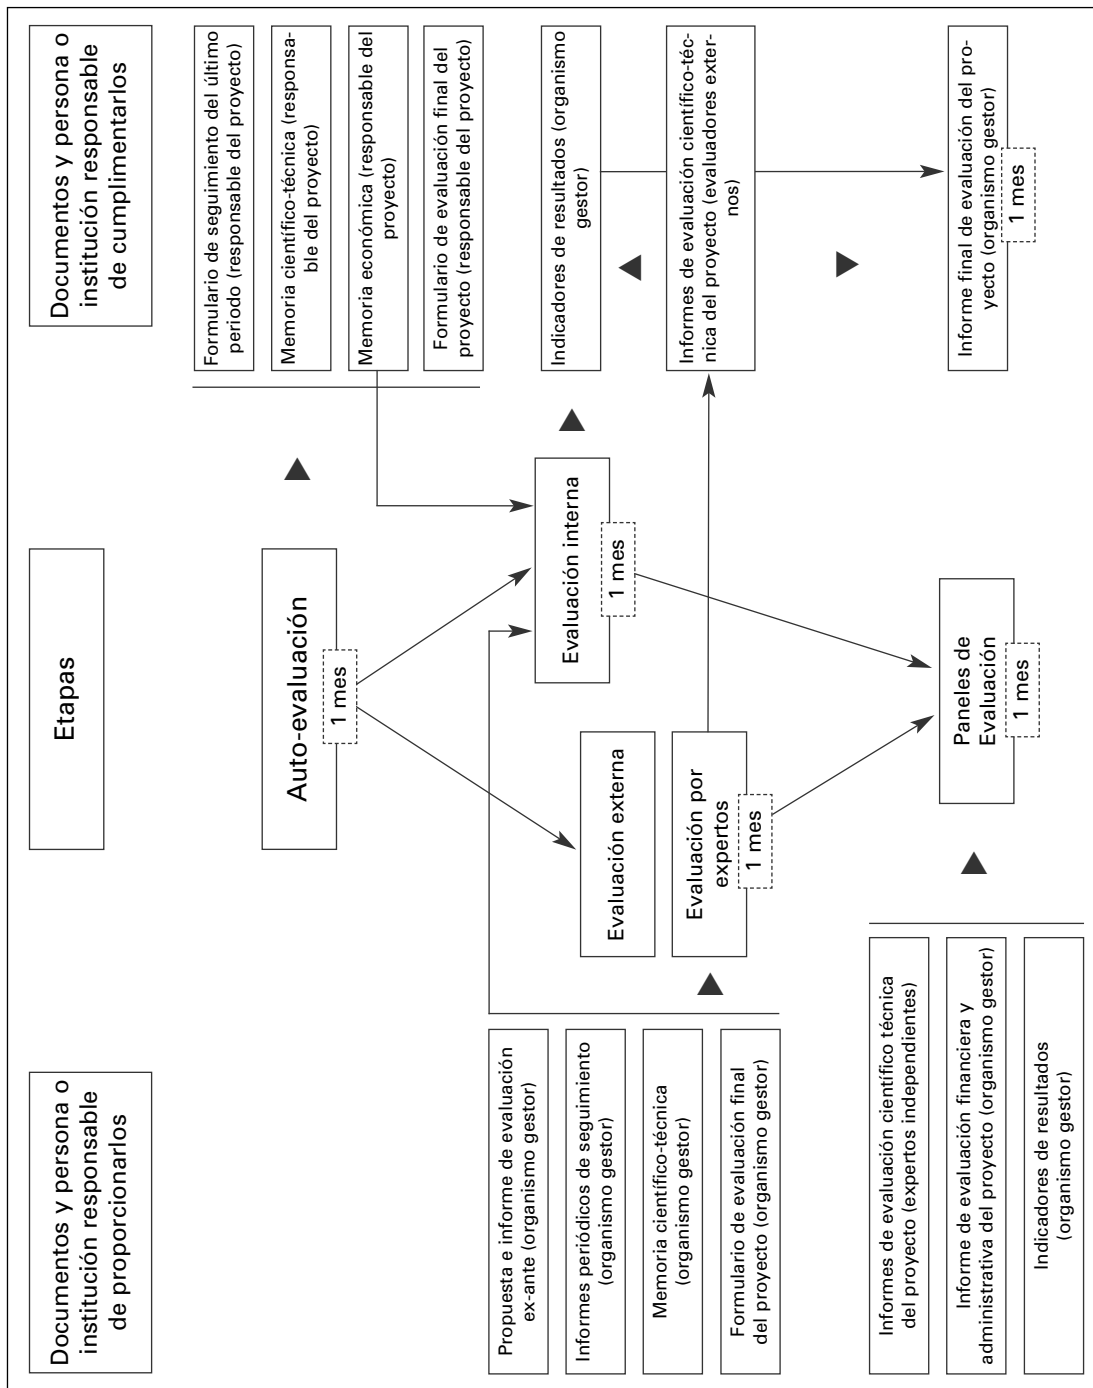 Documentos y persona o
institución responsable
de proporcionarlos
Etapas
Documentos y persona o
institución responsable
de cumplimentarlos
Auto-evaluación
1 mes
Formulario de seguimiento del último
periodo (responsable del proyecto)
Memoria científico-técnica (responsa-
ble del proyecto)
Memoria económica (responsable del
proyecto)
Formulario de evaluación final del
proyecto (responsable del proyecto)
Propuesta e informe de evaluación
ex-ante (organismo gestor)
Informes periódicos de seguimiento
(organismo gestor)
Memoria científico-técnica
(organismo gestor)
Formulario de evaluación final
del proyecto (organismo gestor)
Evaluación interna
1 mes
Evaluación externa
Evaluación por
expertos
1 mes
Indicadores de resultados (organismo
gestor)
Informes de evaluación científico-téc-
nica del proyecto (evaluadores exter-
nos)
Informes de evaluación científico técnica
del proyecto (expertos independientes)
Informe de evaluación financiera y
administrativa del proyecto (organismo gestor)
Indicadores de resultados
(organismo gestor)
Paneles de
Evaluación
1 mes
Informe final de evaluación del pro-
yecto (organismo gestor)
1 mes